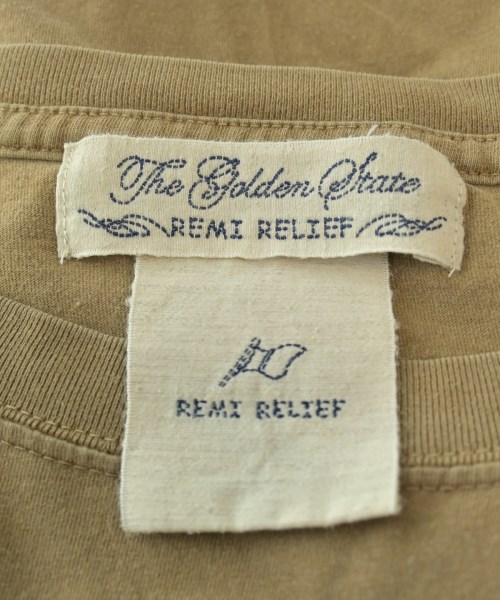 The Golden State
REMI RELIEF
REMI RELIEF